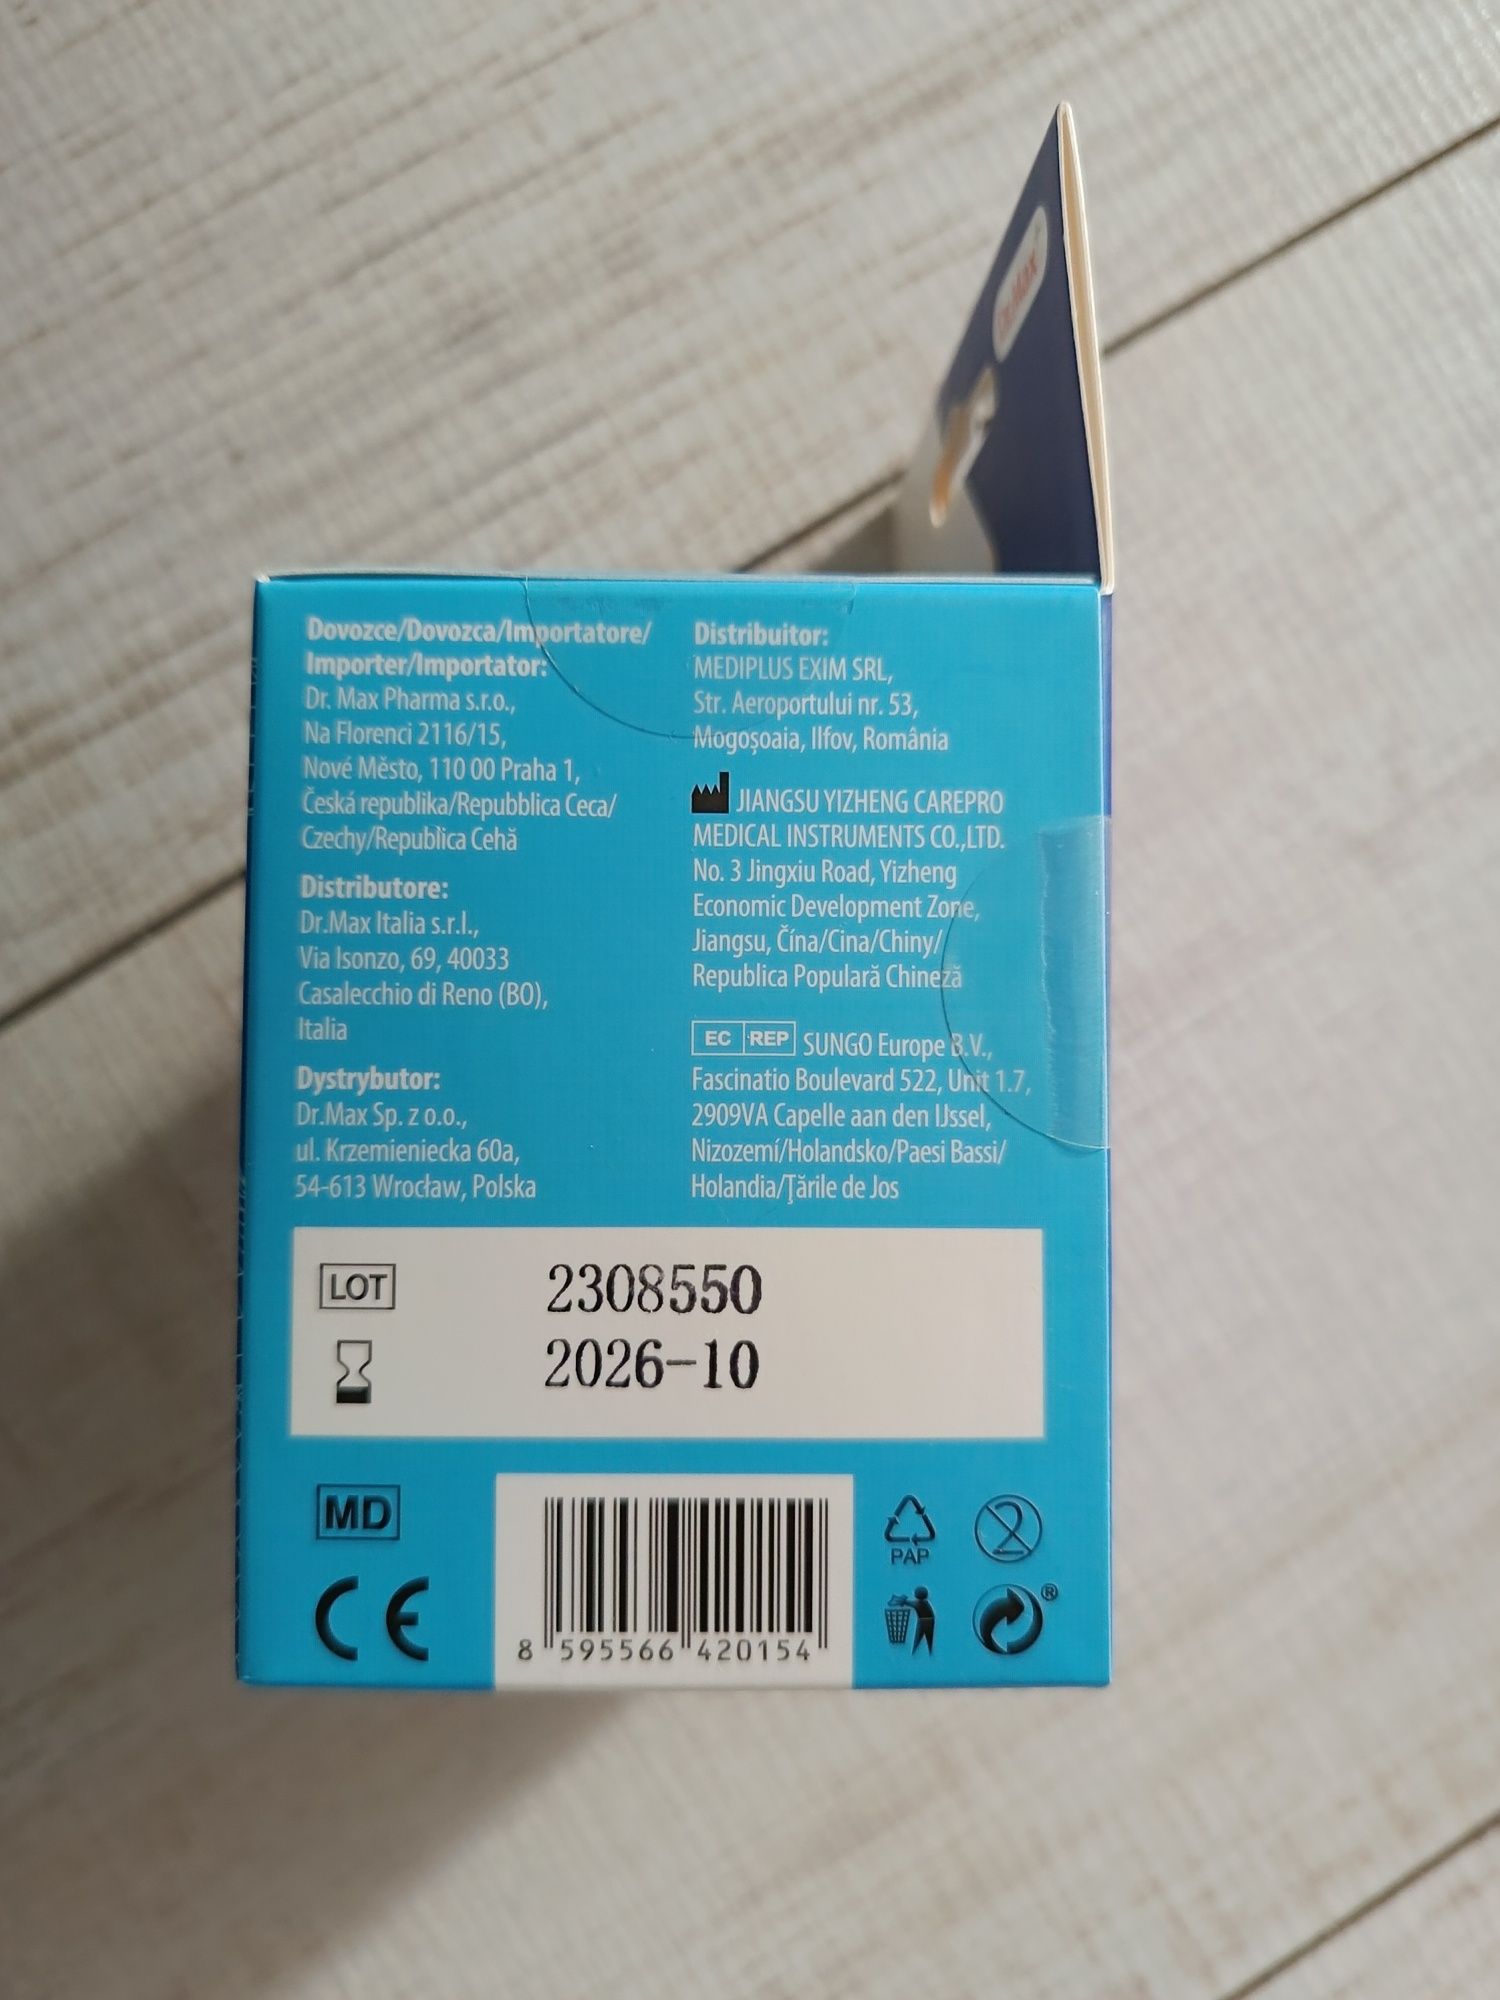 Dovozce/Dovozca/Importatore/
Importer/Importator:
Dr. Max Pharma s.r.o.,
Na Florenci 2116/15,
Nové Město, 110 00 Praha 1,
Česká republika/Repubblica Ceca/
Czechy/Republica Cehă
Distributore:
Dr.Max Italia s.r.l.,
Via Isonzo, 69, 40033
Casalecchio di Reno (BO),
Italia
Dystrybutor:
Dr.Max Sp. z o.o.,
ul. Krzemieniecka 60a,
54-613 Wrocław, Polska
Distribuitor:
MEDIPLUS EXIM SRL,
Str. Aeroportului nr. 53,
Mogoșoaia, Ilfov, România
JIANGSU YIZHENG CAREPRO
MEDICAL INSTRUMENTS CO.,LTD.
No. 3 Jingxiu Road, Yizheng
Economic Development Zone,
Jiangsu, Čína/Cina/Chiny/
Republica Populară Chineză
EC REP SUNGO Europe B.V.,
Fascinatio Boulevard 522, Unit 1.7,
2909VA Capelle aan den IJssel,
Nizozemí/Holandsko/Paesi Bassi/
Holandia/Țările de Jos
LOT 2308550
2026-10
MD
CE
8 595566 420154
PAP
2
®